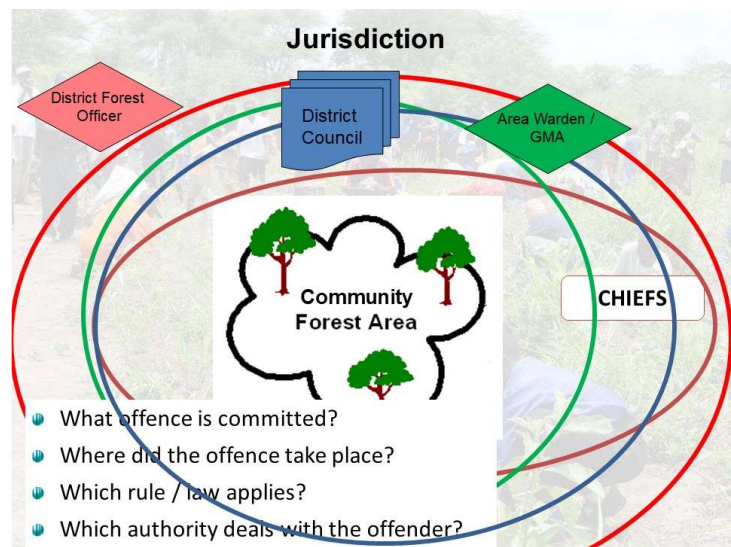 Jurisdiction
District Forest
Officer
District
Council
Area Warden /
GMA
Community
Forest Area
CHIEFS
What offence is committed?
Where did the offence take place?
Which rule / law applies?
Which authority deals with the offender?